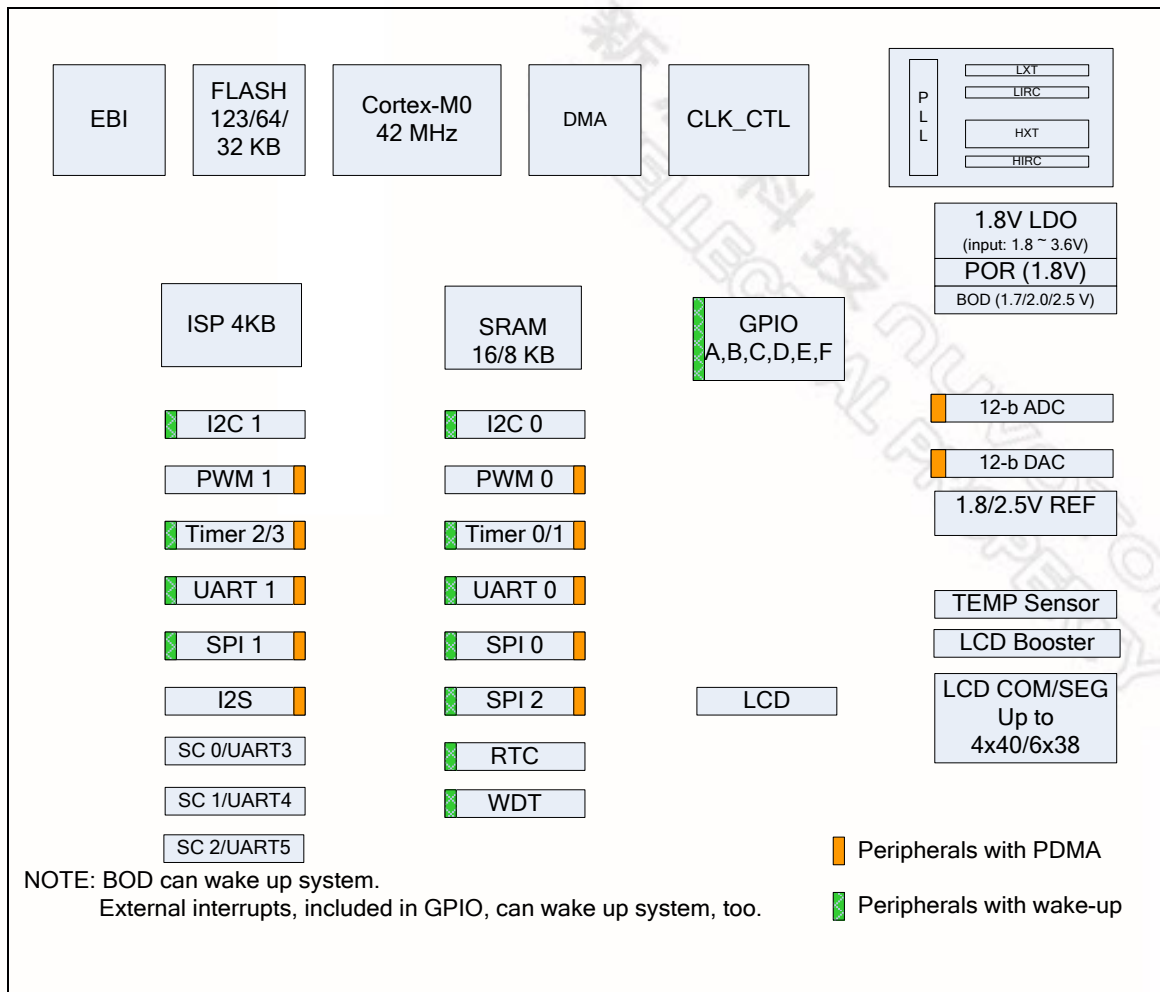 EBI
FLASH
123/64/
32 KB
Cortex-M0
42 MHz
DMA
CLK_CTL
P
L
L
LXT
LIRC
HXT
HIRC
1.8V LDO
(input: 1.8 ~ 3.6V)
POR (1.8V)
BOD (1.7/2.0/2.5 V)
ISP 4KB
SRAM
16/8 KB
GPIO
A,B,C,D,E,F
I2C 1
I2C 0
12-b ADC
PWM 1
PWM 0
12-b DAC
1.8/2.5V REF
Timer 2/3
Timer 0/1
UART 1
UART 0
TEMP Sensor
SPI 1
SPI 0
LCD Booster
I2S
SPI 2
LCD
LCD COM/SEG
Up to
4x40/6x38
SC 0/UART3
RTC
SC 1/UART4
WDT
SC 2/UART5
Peripherals with PDMA
NOTE: BOD can wake up system.
External interrupts, included in GPIO, can wake up system, too.
Peripherals with wake-up